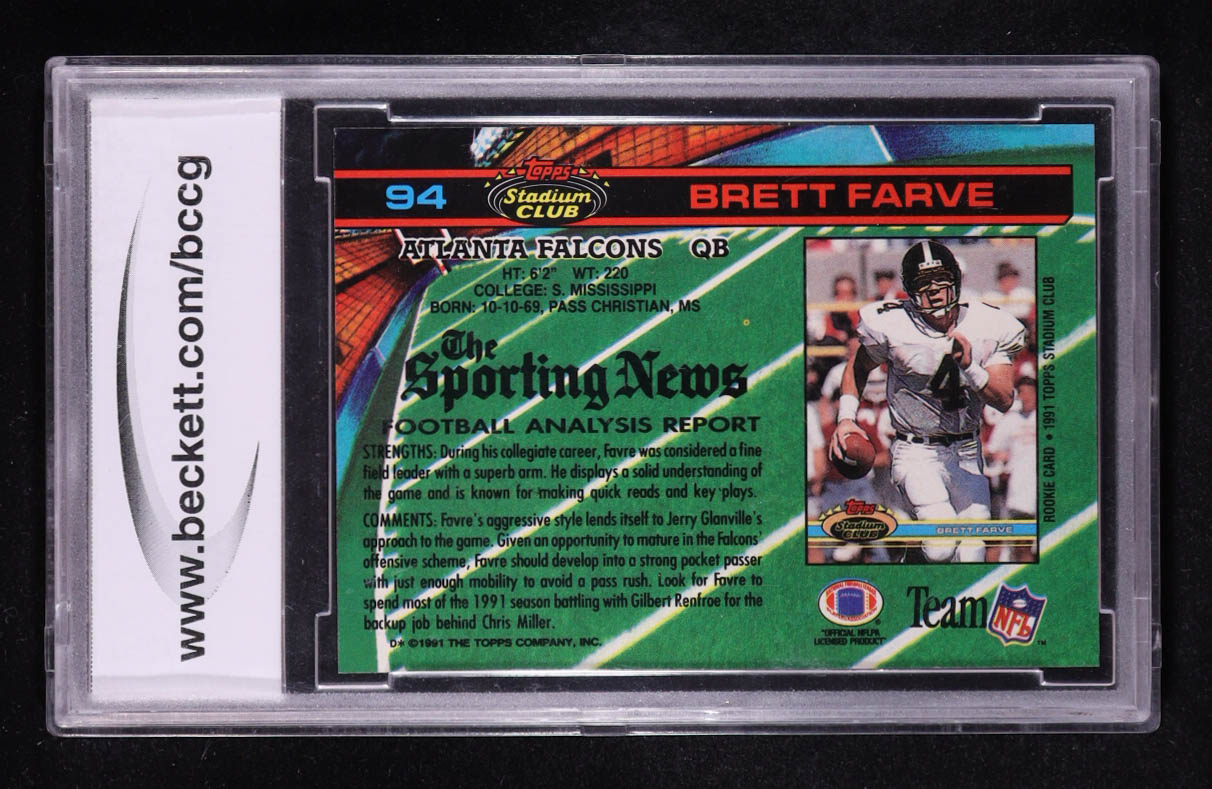 www.beckett.com/bccg
94
TOPPS
Stadium
CLUB
BRETT FARVE
ATLANTA FALCONS QB
HT: 6'2" WT: 220
COLLEGE: S. MISSISSIPPI
BORN: 10-10-69, PASS CHRISTIAN, MS
The
Sporting News
FOOTBALL ANALYSIS REPORT
STRENGTHS: During his collegiate career, Favre was considered a fine
field leader with a superb arm. He displays a solid understanding of
the game and is known for making quick reads and key plays.
COMMENTS: Favre's aggressive style lends itself to Jerry Glanville's
approach to the game. Given an opportunity to mature in the Falcons'
offensive scheme, Favre should develop into a strong pocket passer
with just enough mobility to avoid a pass rush. Look for Favre to
spend most of the 1991 season battling with Gilbert Renfroe for the
backup job behind Chris Miller.
D* ©1991 THE TOPPS COMPANY, INC.
4
4
TOPPS
Stadium
CLUB
BRETT FARVE
ROOKIE CARD • 1991 TOPPS STADIUM CLUB
"OFFICIAL NFLPA
LICENSED PRODUCT"
Team NFL ™